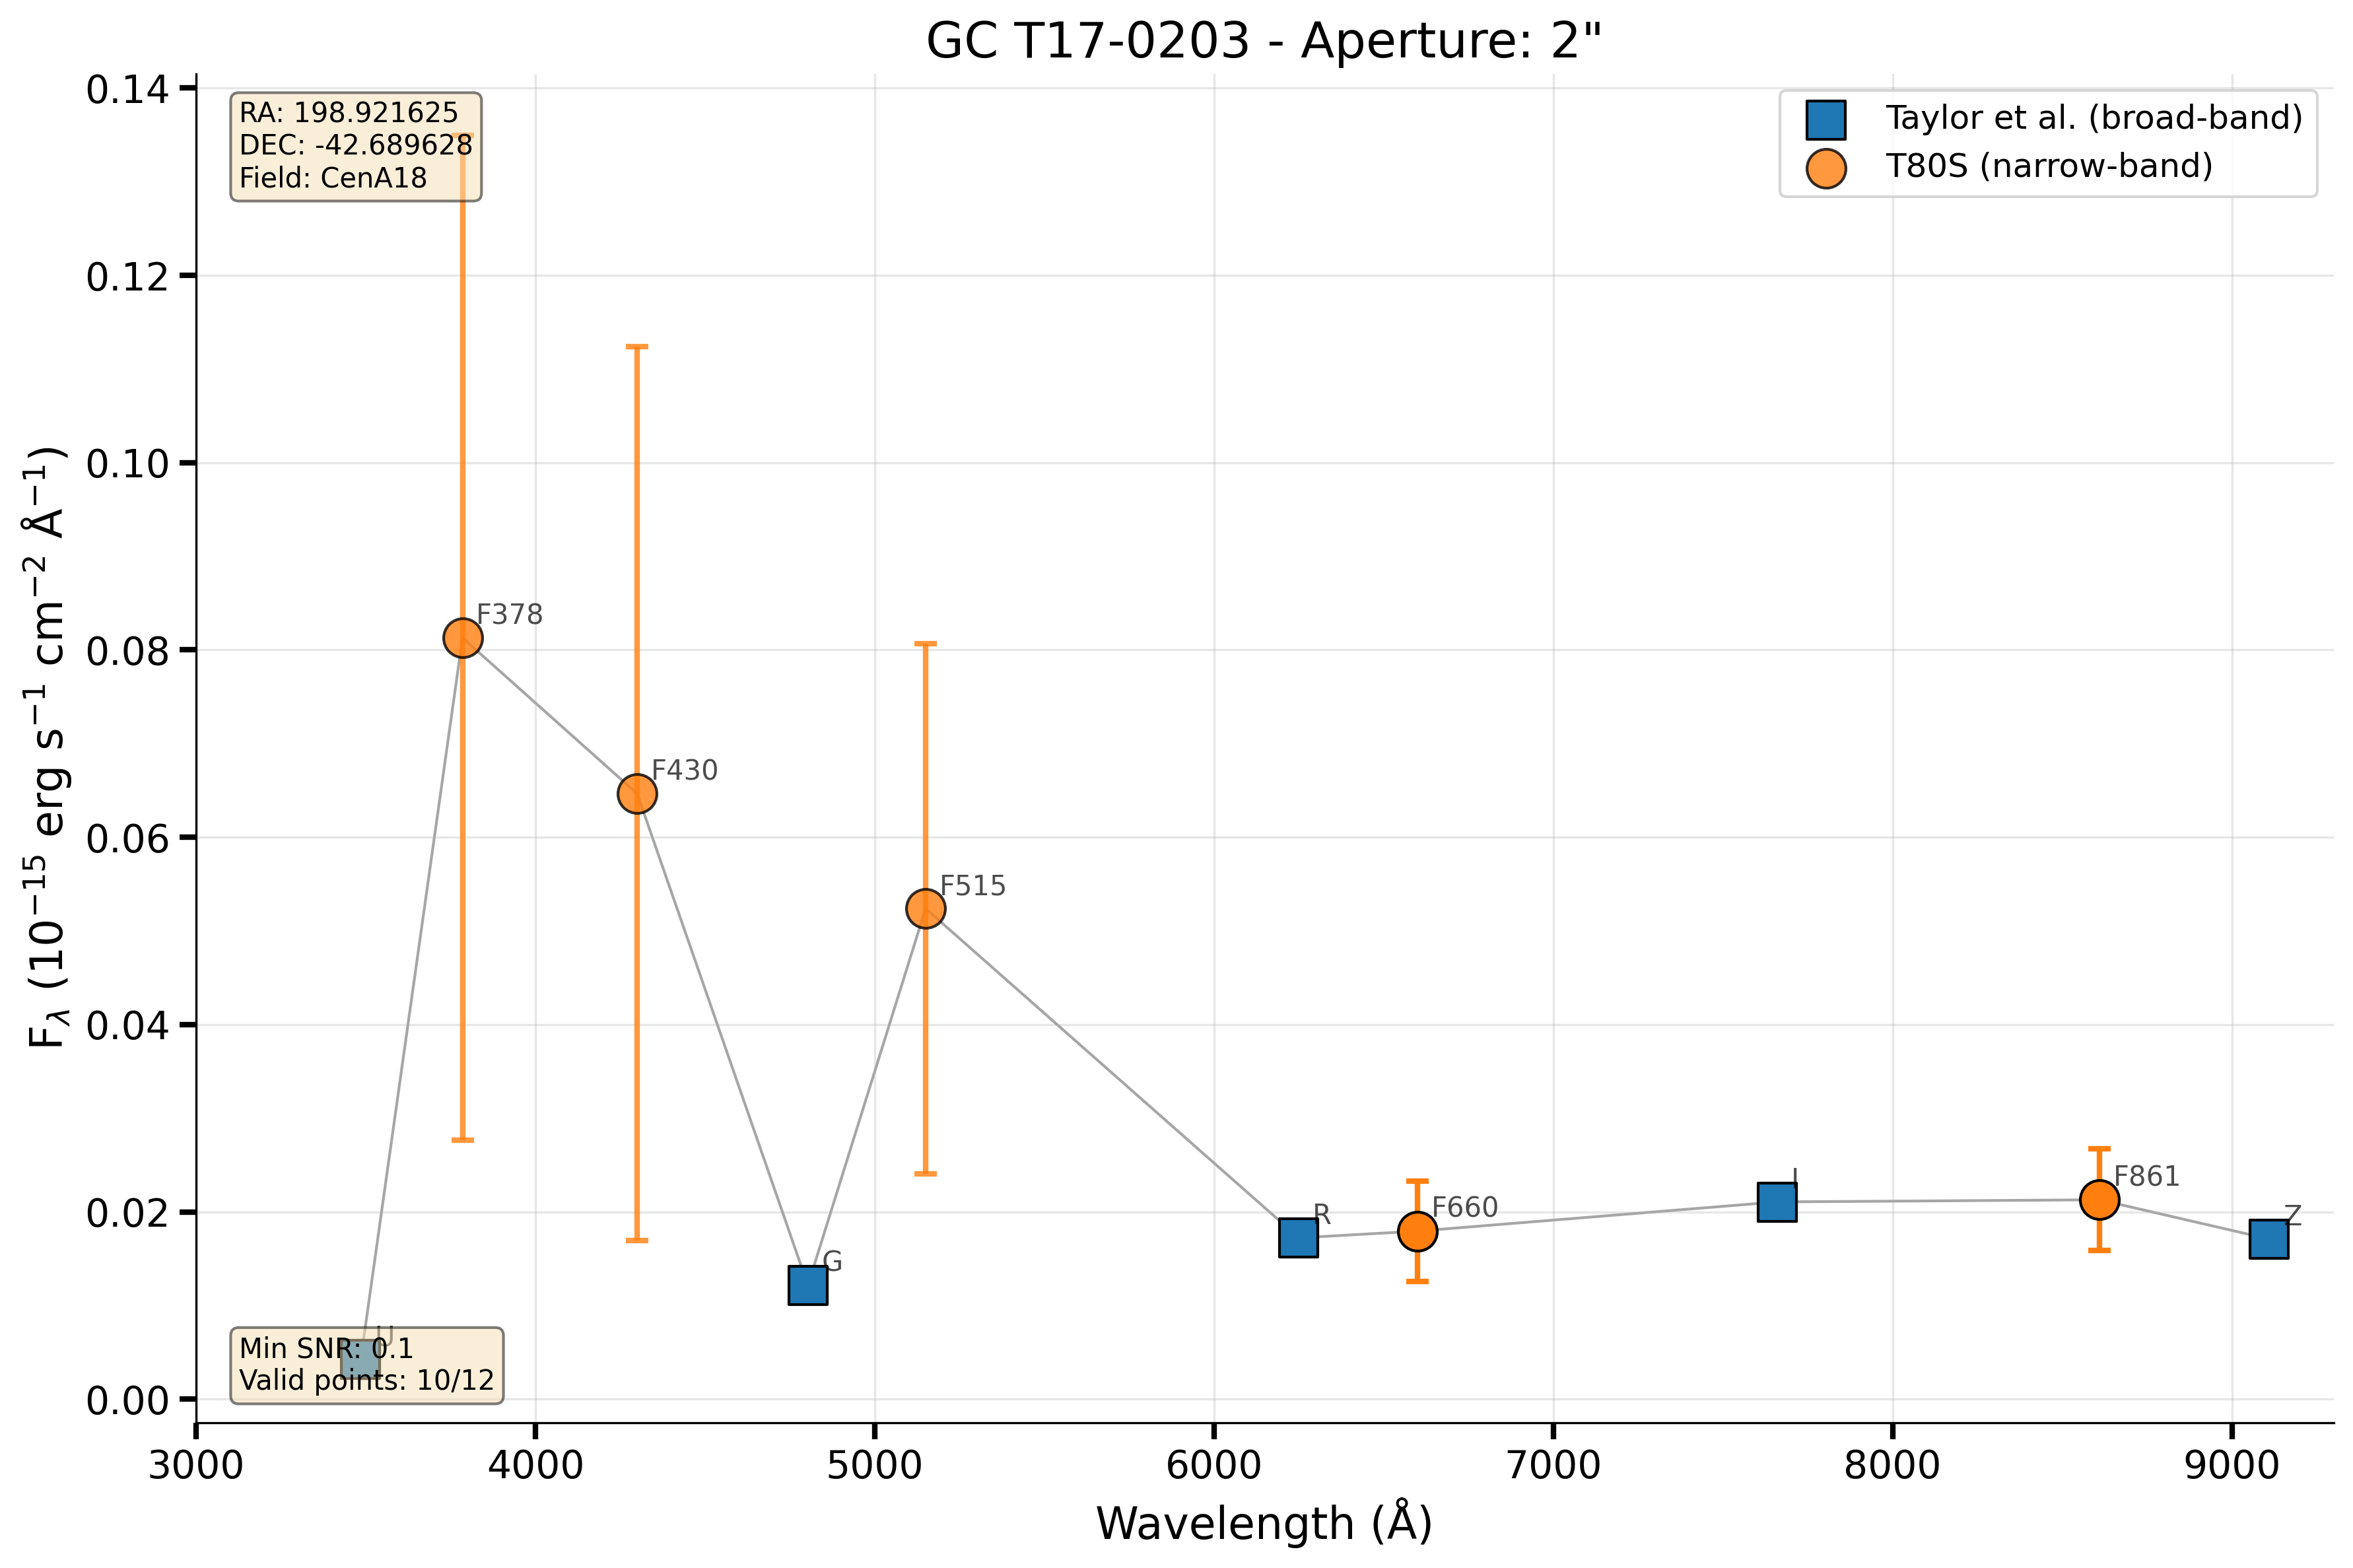 GC T17-0203 - Aperture: 2"
RA: 198.921625
DEC: -42.689628
Field: CenA18
Taylor et al. (broad-band)
T80S (narrow-band)
0.14
0.12
0.10
0.08
0.06
0.04
0.02
0.00
Fλ (10⁻¹⁵ erg s⁻¹ cm⁻² Å⁻¹)
F378
F430
F515
G
R
F660
I
F861
Z
U
Min SNR: 0.1
Valid points: 10/12
3000
4000
5000
6000
7000
8000
9000
Wavelength (Å)